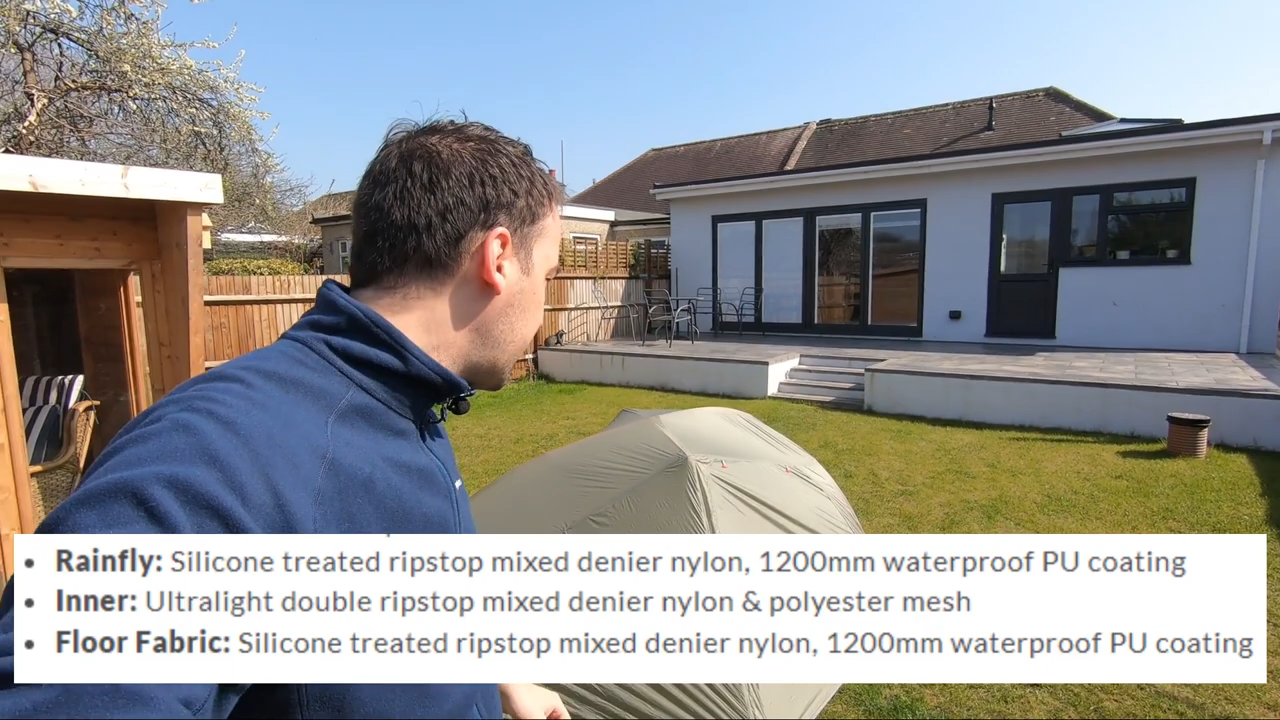 • Rainfly: Silicone treated ripstop mixed denier nylon, 1200mm waterproof PU coating
• Inner: Ultralight double ripstop mixed denier nylon & polyester mesh
• Floor Fabric: Silicone treated ripstop mixed denier nylon, 1200mm waterproof PU coating